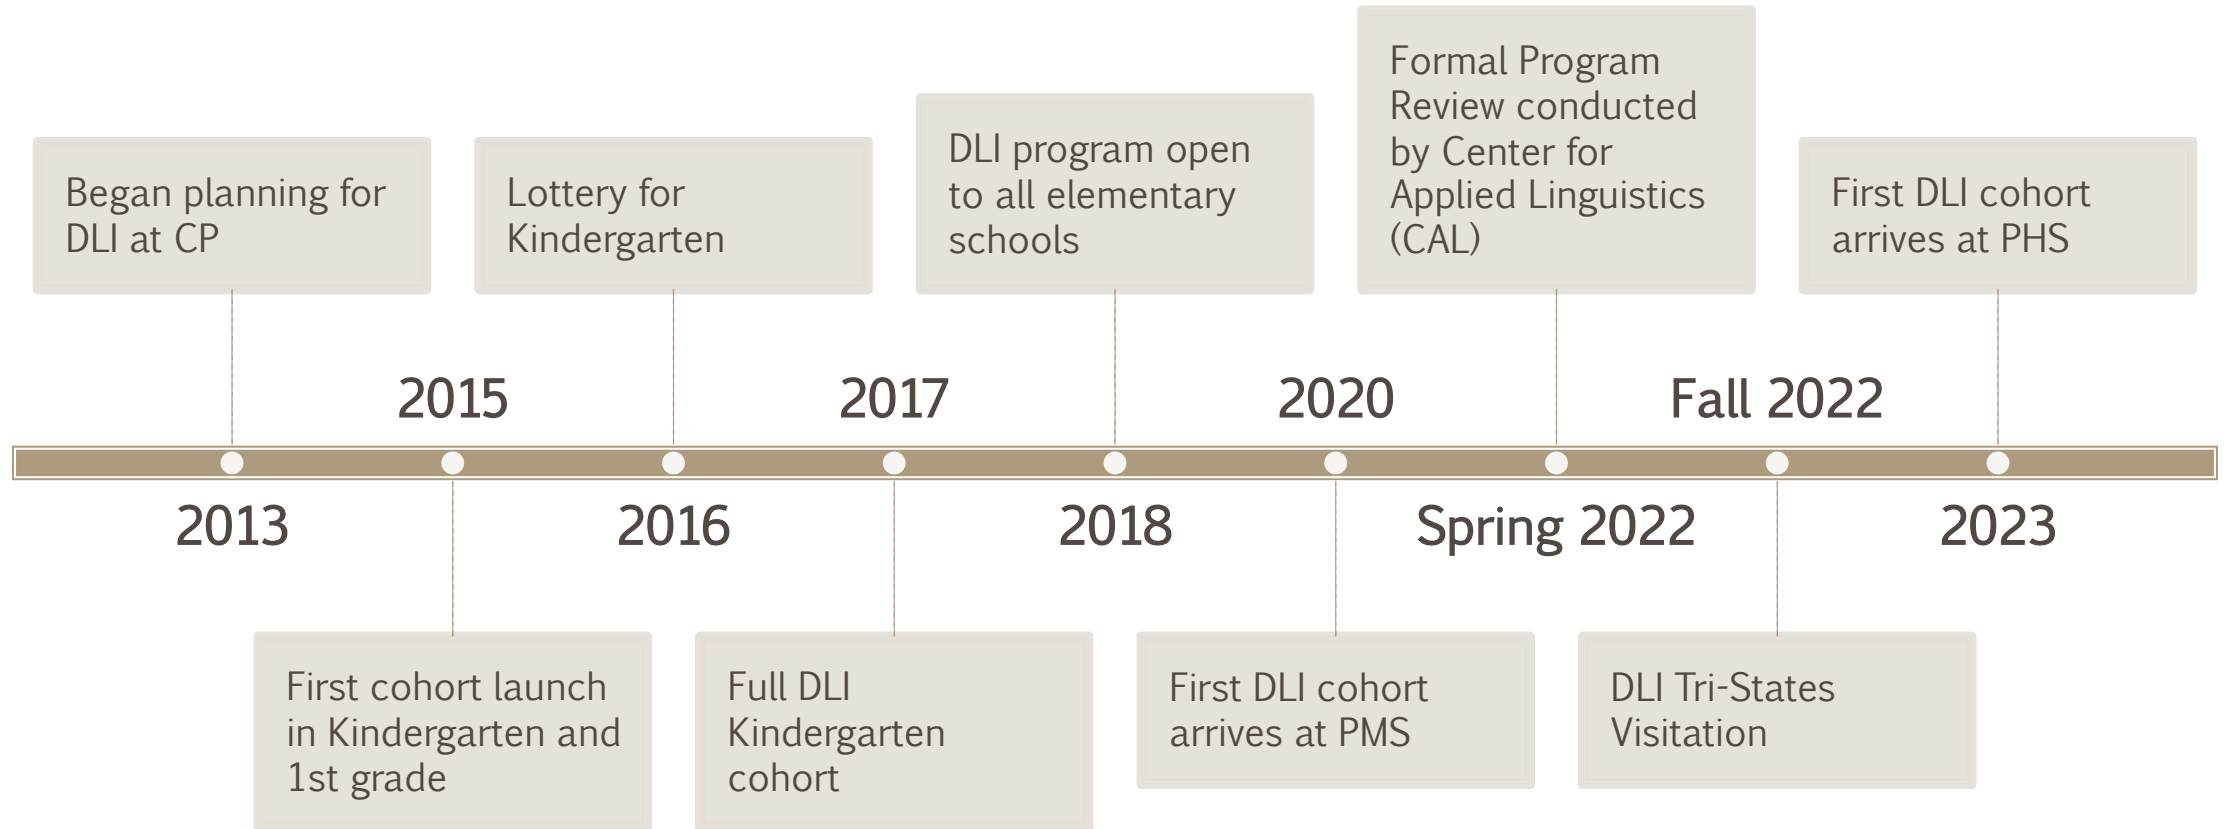 Began planning for
DLI at CP
2013
2015
First cohort launch
in Kindergarten and
1st grade
Lottery for
Kindergarten
2016
2017
Full DLI
Kindergarten
cohort
DLI program open
to all elementary
schools
2018
2020
First DLI cohort
arrives at PMS
Formal Program
Review conducted
by Center for
Applied Linguistics
(CAL)
Spring 2022
Fall 2022
DLI Tri-States
Visitation
First DLI cohort
arrives at PHS
2023